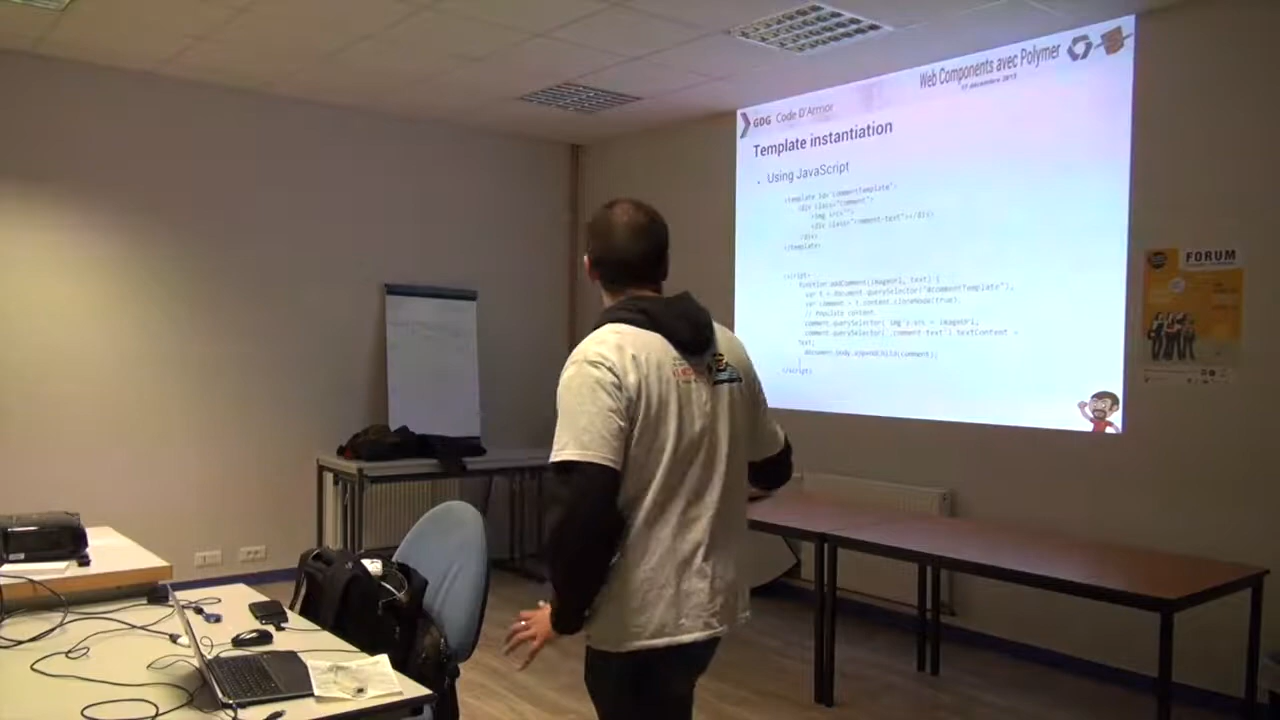 Web Components avec Polymer
17 décembre 2013
GDG Code D'Armor
Template instantiation
Using JavaScript
<template id="commentTemplate">
<div class="comment">
<img src="">
<div class="comment-text"></div>
</div>
</template>
<script>
function addComment(imageUrl, text) {
var t = document.querySelector("#commentTemplate");
var comment = t.content.cloneNode(true);
// Populate content.
comment.querySelector('img').src = imageUrl;
comment.querySelector('.comment-text').textContent =
text;
document.body.appendChild(comment);
}
</script>
FORUM